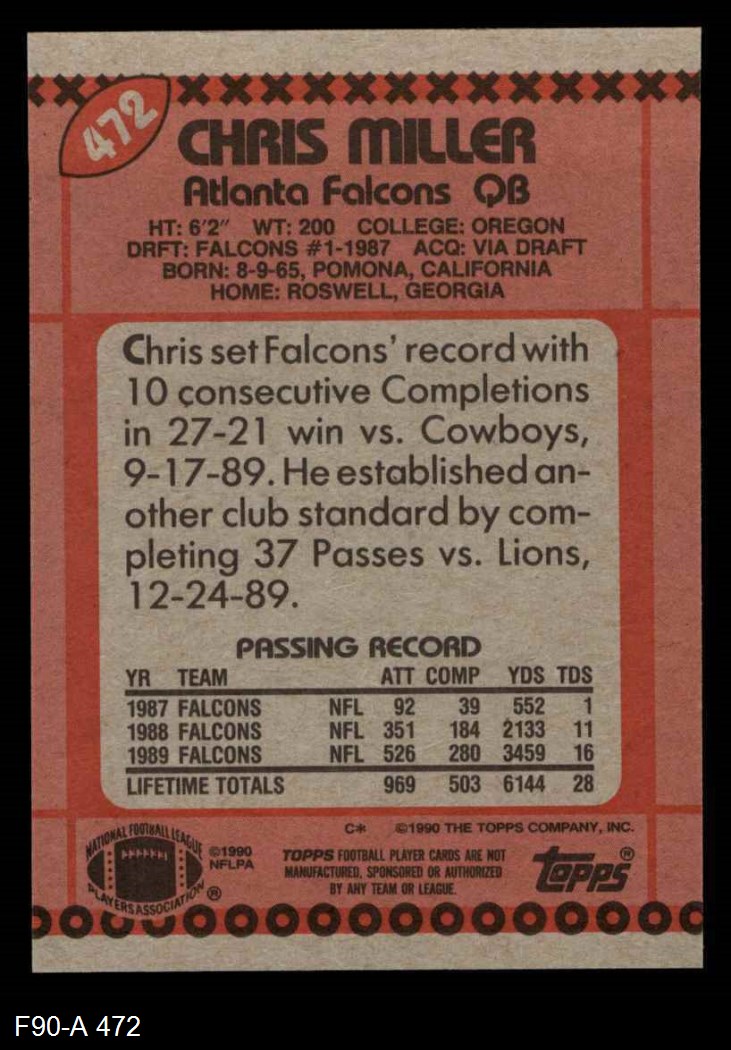 472
CHRIS MILLER
Atlanta Falcons QB
HT: 6'2" WT: 200 COLLEGE: OREGON
DRFT: FALCONS #1-1987 ACQ: VIA DRAFT
BORN: 8-9-65, POMONA, CALIFORNIA
HOME: ROSWELL, GEORGIA
Chris set Falcons' record with
10 consecutive Completions
in 27-21 win vs. Cowboys,
9-17-89. He established an-
other club standard by com-
pleting 37 Passes vs. Lions,
12-24-89.
PASSING RECORD
YR TEAM ATT COMP YDS TDS
1987 FALCONS NFL 92 39 552 1
1988 FALCONS NFL 351 184 2133 11
1989 FALCONS NFL 526 280 3459 16
LIFETIME TOTALS 969 503 6144 28
C* ©1990 THE TOPPS COMPANY, INC.
NATIONAL FOOTBALL LEAGUE
PLAYERS ASSOCIATION ®
©1990
NFLPA
TOPPS FOOTBALL PLAYER CARDS ARE NOT
MANUFACTURED, SPONSORED OR AUTHORIZED
BY ANY TEAM OR LEAGUE.
topps®
F90-A 472